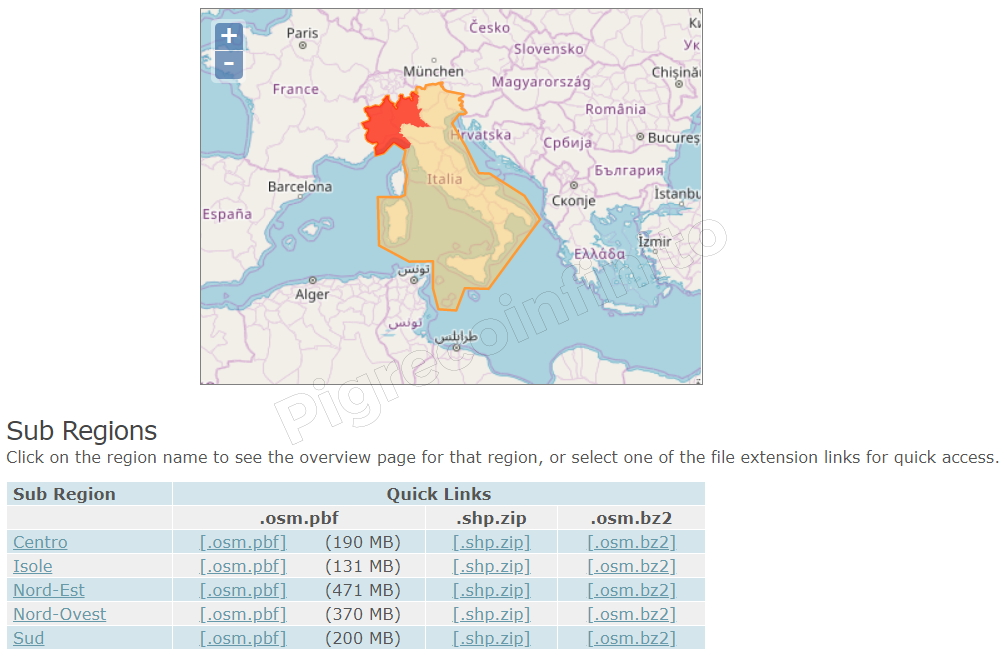 +
-
Paris
Česko
Ки
Slovensko
Ук
München
France
Magyarország
Chișinău
România
Hrvatska
Србија
Bucureș
България
Italia
Barcelona
Скопје
İstanbu
España
İzmir
Ελλάδα
تونس
Alger
تونس
طرابلس
Pigrecoinfinito
Sub Regions
Click on the region name to see the overview page for that region, or select one of the file extension links for quick access.
Sub Region Quick Links
.osm.pbf .shp.zip .osm.bz2
Centro [.osm.pbf] (190 MB) [.shp.zip] [.osm.bz2]
Isole [.osm.pbf] (131 MB) [.shp.zip] [.osm.bz2]
Nord-Est [.osm.pbf] (471 MB) [.shp.zip] [.osm.bz2]
Nord-Ovest [.osm.pbf] (370 MB) [.shp.zip] [.osm.bz2]
Sud [.osm.pbf] (200 MB) [.shp.zip] [.osm.bz2]